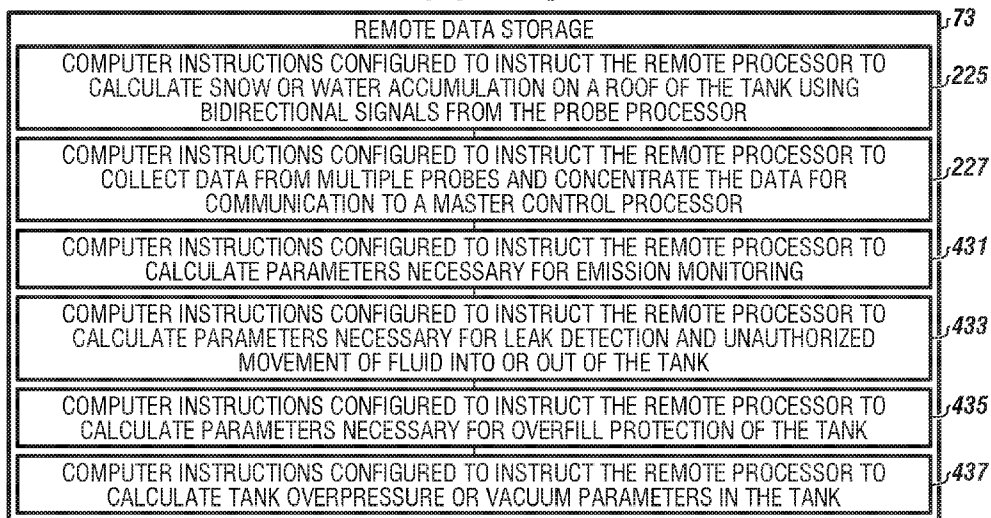 REMOTE DATA STORAGE
73
COMPUTER INSTRUCTIONS CONFIGURED TO INSTRUCT THE REMOTE PROCESSOR TO
CALCULATE SNOW OR WATER ACCUMULATION ON A ROOF OF THE TANK USING
BIDIRECTIONAL SIGNALS FROM THE PROBE PROCESSOR
225
COMPUTER INSTRUCTIONS CONFIGURED TO INSTRUCT THE REMOTE PROCESSOR TO
COLLECT DATA FROM MULTIPLE PROBES AND CONCENTRATE THE DATA FOR
COMMUNICATION TO A MASTER CONTROL PROCESSOR
227
COMPUTER INSTRUCTIONS CONFIGURED TO INSTRUCT THE REMOTE PROCESSOR TO
CALCULATE PARAMETERS NECESSARY FOR EMISSION MONITORING
431
COMPUTER INSTRUCTIONS CONFIGURED TO INSTRUCT THE REMOTE PROCESSOR TO
CALCULATE PARAMETERS NECESSARY FOR LEAK DETECTION AND UNAUTHORIZED
MOVEMENT OF FLUID INTO OR OUT OF THE TANK
433
COMPUTER INSTRUCTIONS CONFIGURED TO INSTRUCT THE REMOTE PROCESSOR TO
CALCULATE PARAMETERS NECESSARY FOR OVERFILL PROTECTION OF THE TANK
435
COMPUTER INSTRUCTIONS CONFIGURED TO INSTRUCT THE REMOTE PROCESSOR TO
CALCULATE TANK OVERPRESSURE OR VACUUM PARAMETERS IN THE TANK
437